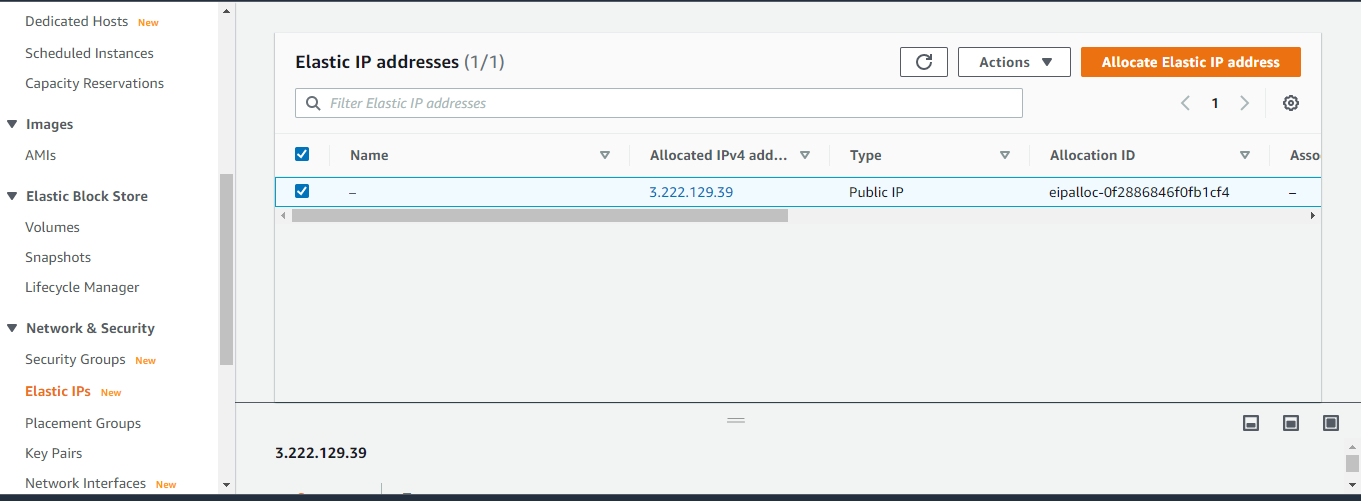 Dedicated Hosts New
Scheduled Instances
Capacity Reservations
Images
AMIs
Elastic Block Store
Volumes
Snapshots
Lifecycle Manager
Network & Security
Security Groups New
Elastic IPs New
Placement Groups
Key Pairs
Network Interfaces New
Elastic IP addresses (1/1)
Actions
Allocate Elastic IP address
Filter Elastic IP addresses
1
Name Allocated IPv4 add... Type Allocation ID Asso
– 3.222.129.39 Public IP eipalloc-0f2886846f0fb1cf4 –
3.222.129.39